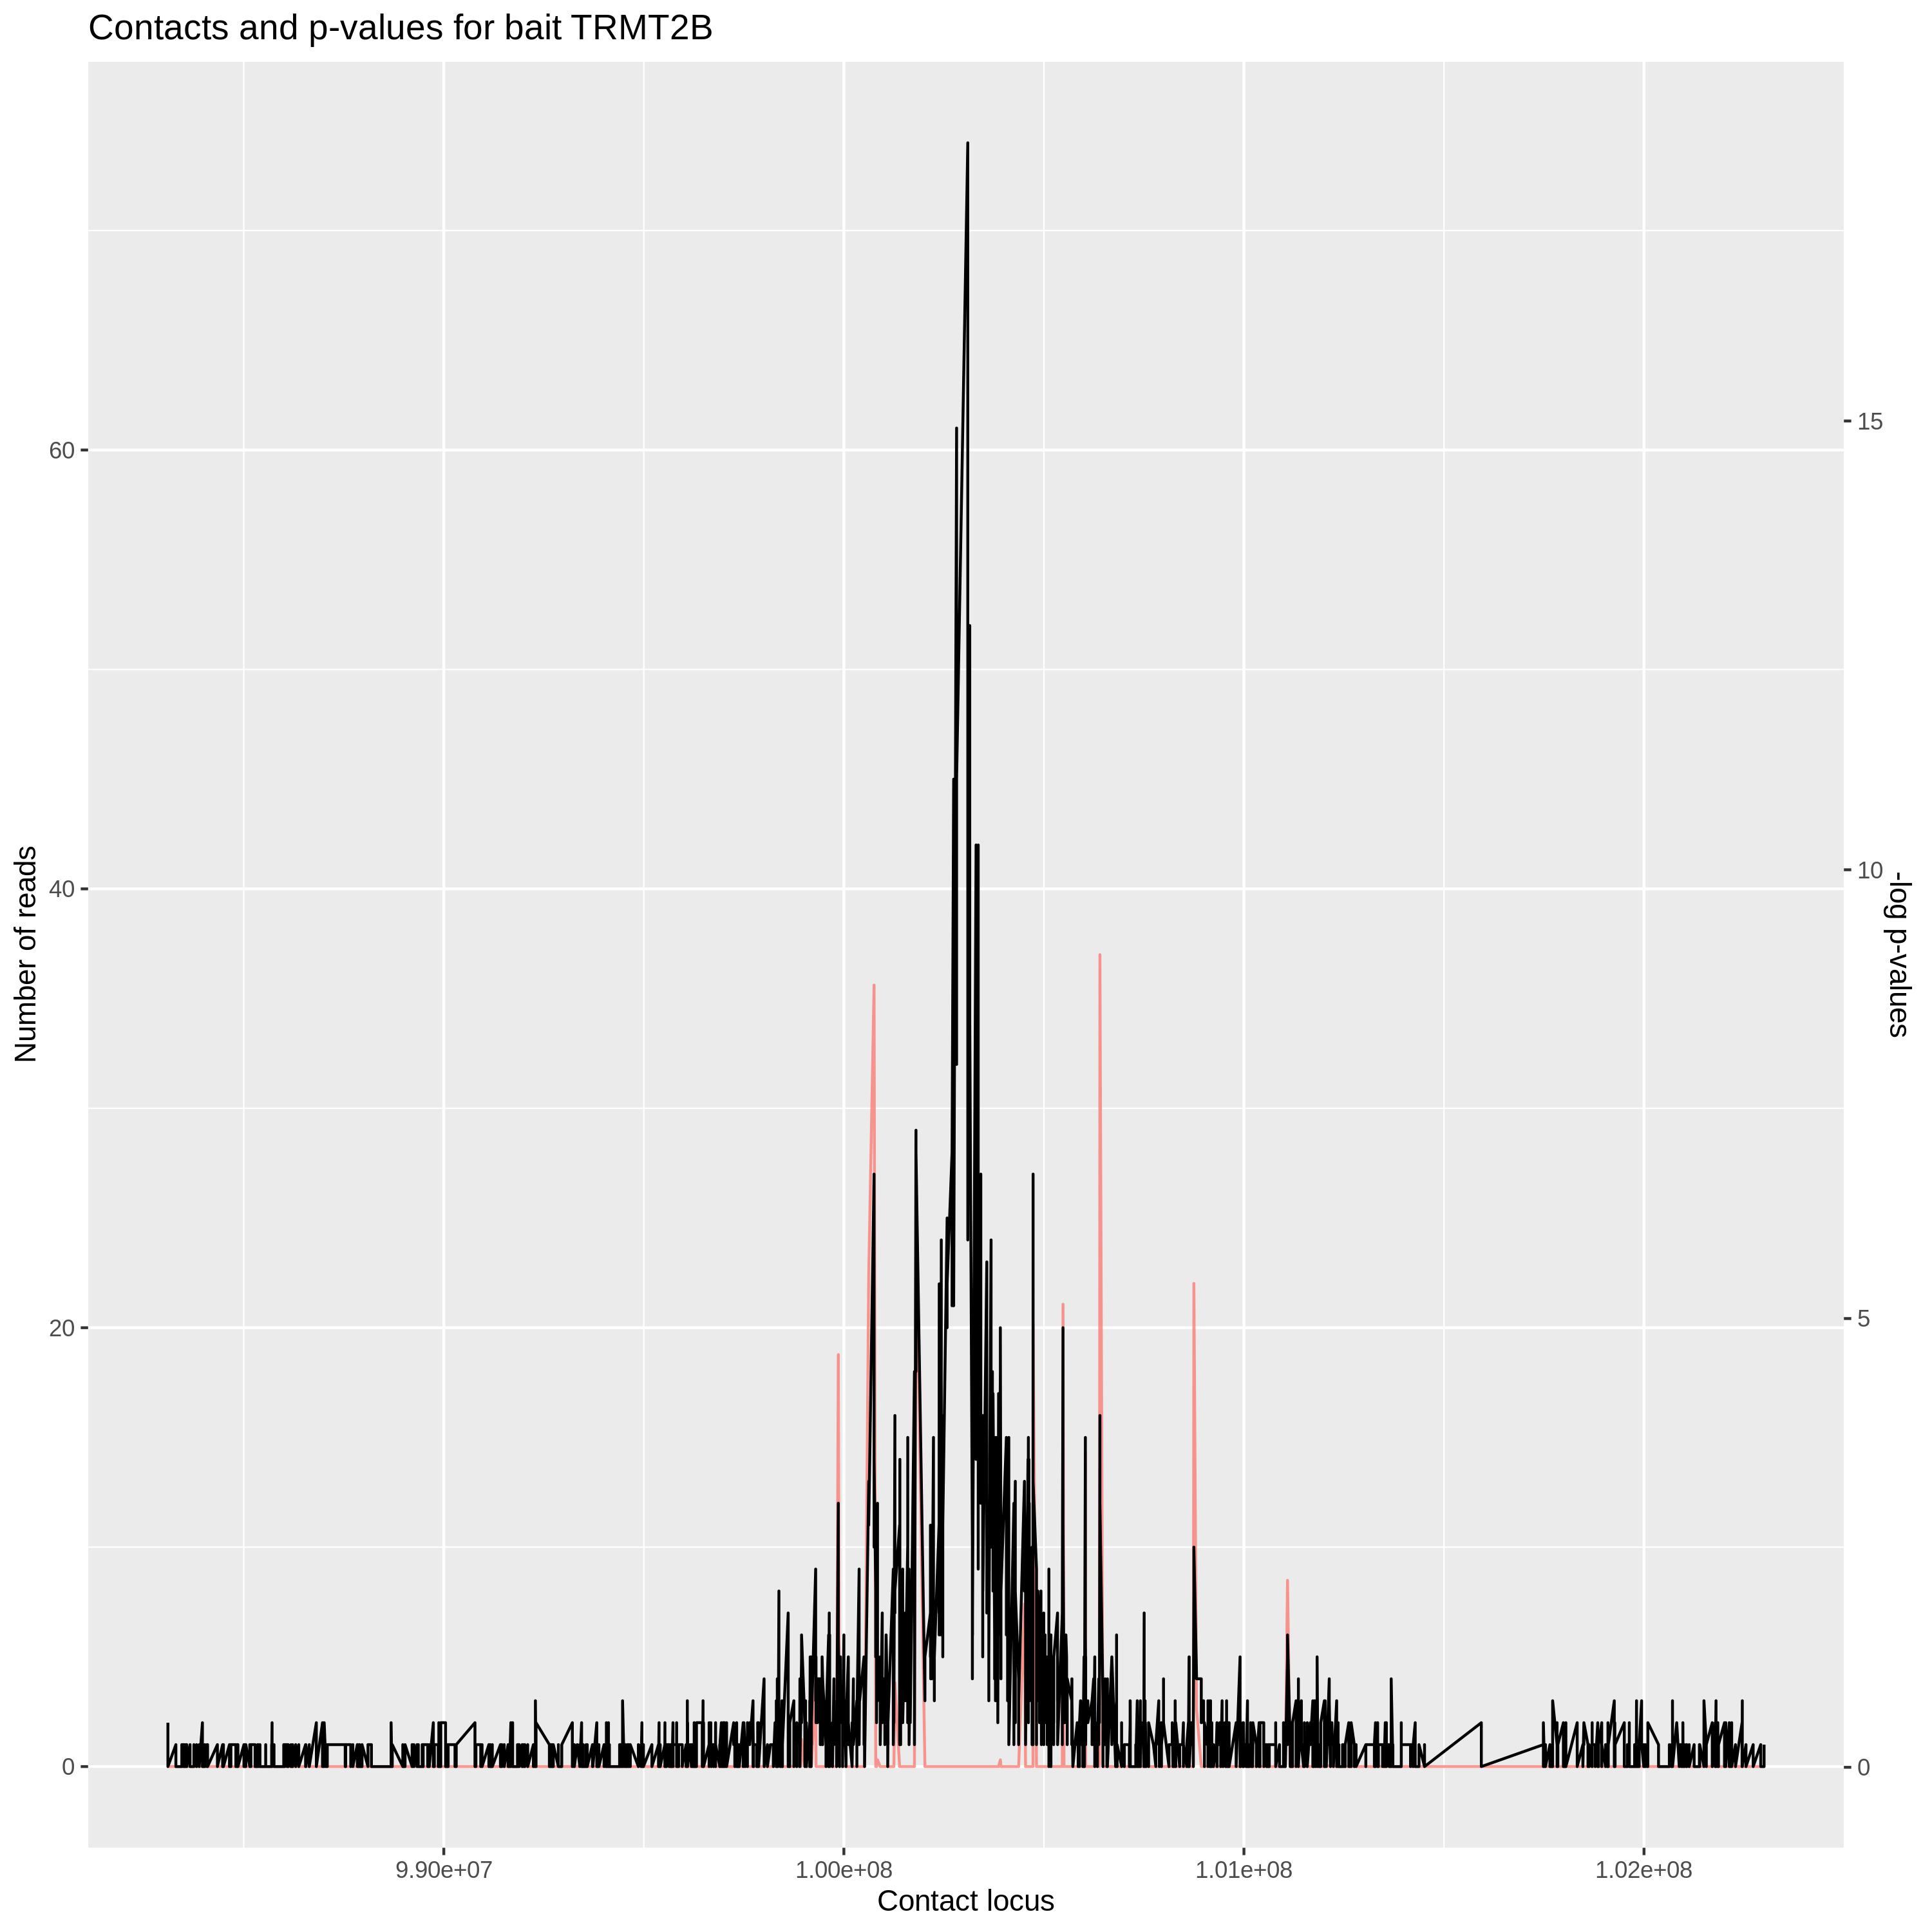 Contacts and p-values for bait TRMT2B
Number of reads
60
40
20
0
15
10
5
0
-log p-values
9.90e+07 1.00e+08 1.01e+08 1.02e+08
Contact locus